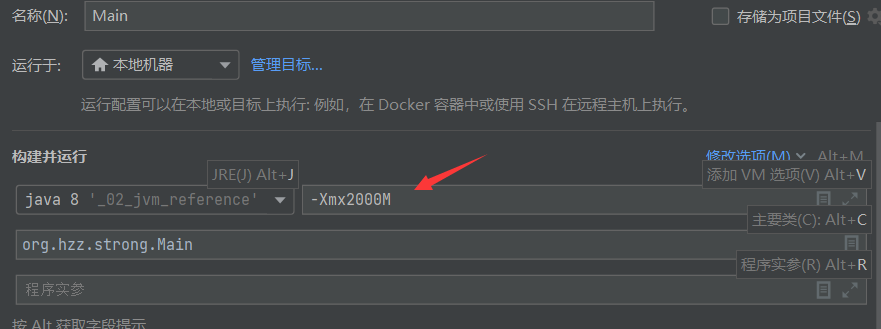 名称(N): Main 存储为项目文件(S)
运行于: 本地机器 管理目标...
运行配置可以在本地或目标上执行: 例如，在 Docker 容器中或使用 SSH 在远程主机上执行。
构建并运行 修改选项(M) Alt+M
JRE(J) Alt+J 添加 VM 选项(V) Alt+V
java 8 '_02_jvm_reference' -Xmx2000M
主要类(C): Alt+C
org.hzz.strong.Main
程序实参(R) Alt+R
程序实参
按 Alt 获取字段提示